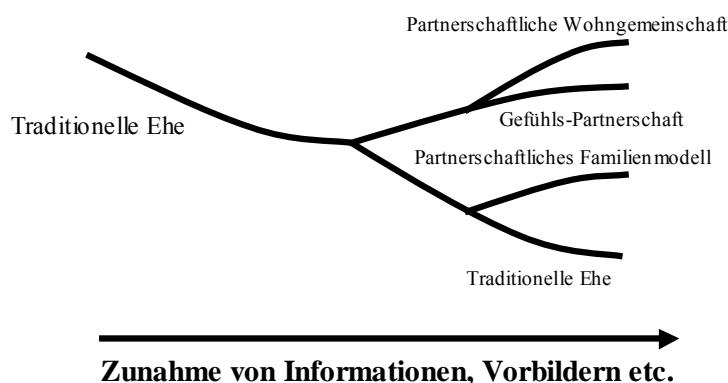 Partnerschaftliche Wohngemeinschaft
Traditionelle Ehe
Gefühls-Partnerschaft
Partnerschaftliches Familienmodell
Traditionelle Ehe
Zunahme von Informationen, Vorbildern etc.